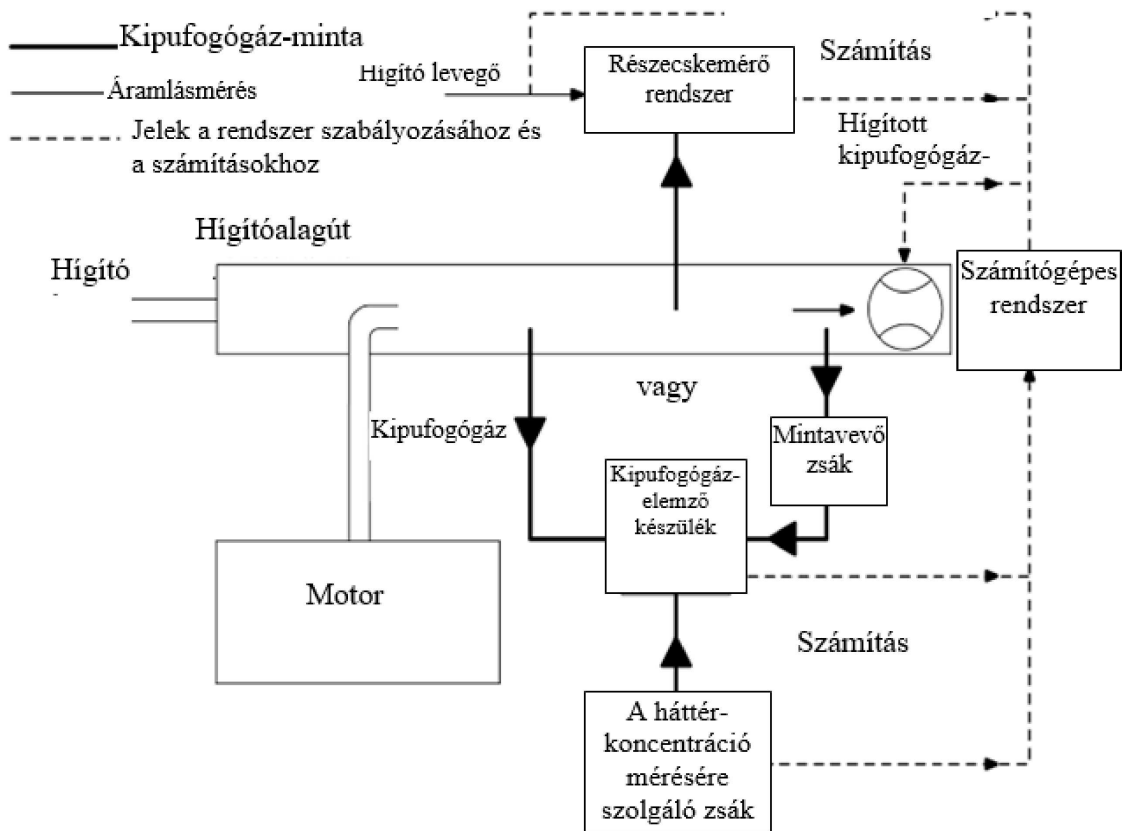 Kipufogógáz-minta
Áramlásmérés
Jelek a rendszer szabályozásához és
a számításokhoz
Hígító levegő
Részecskemérő
rendszer
Számítás
Hígított
kipufogógáz-
Hígítóalagút
Hígító
Számítógépes
rendszer
vagy
Kipufogógáz
Mintavevő
zsák
Kipufogógáz-
elemző
készülék
Motor
Számítás
A háttér-
koncentráció
mérésére
szolgáló zsák